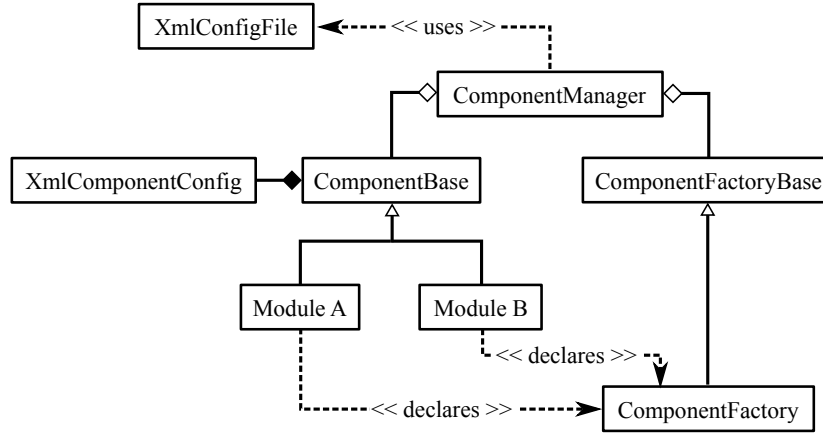 XmlConfigFile
<< uses >>
ComponentManager
XmlComponentConfig
ComponentBase
ComponentFactoryBase
Module A
Module B
<< declares >>
<< declares >>
ComponentFactory